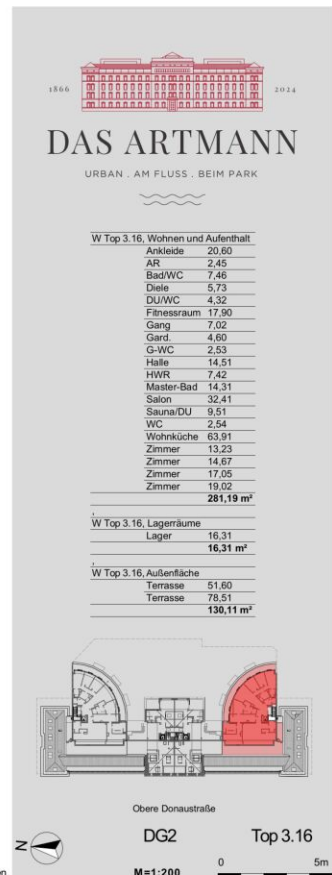 1866 2024
DAS ARTMANN
URBAN . AM FLUSS . BEIM PARK
W Top 3.16, Wohnen und Aufenthalt
Ankleide 20,60
AR 2,45
Bad/WC 7,46
Diele 5,73
DU/WC 4,32
Fitnessraum 17,90
Gang 7,02
Gard. 4,60
G-WC 2,53
Halle 14,51
HWR 7,42
Master-Bad 14,31
Salon 32,41
Sauna/DU 9,51
WC 2,54
Wohnküche 63,91
Zimmer 13,23
Zimmer 14,67
Zimmer 17,05
Zimmer 19,02
281,19 m²
,
W Top 3.16, Lagerräume
Lager 16,31
16,31 m²
,
W Top 3.16, Außenfläche
Terrasse 51,60
Terrasse 78,51
130,11 m²
Obere Donaustraße
N DG2 Top 3.16
M=1:200 0 5m
en